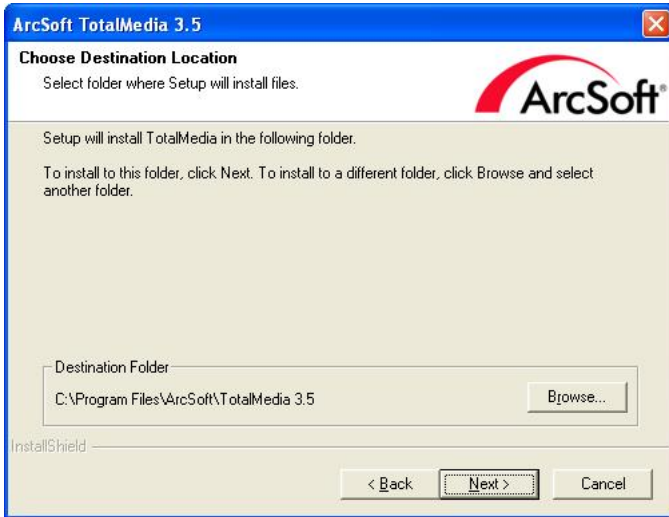 ArcSoft TotalMedia 3.5
Choose Destination Location
Select folder where Setup will install files.
ArcSoft®
Setup will install TotalMedia in the following folder.
To install to this folder, click Next. To install to a different folder, click Browse and select
another folder.
Destination Folder
C:\Program Files\ArcSoft\TotalMedia 3.5
Browse...
InstallShield
< Back
Next >
Cancel